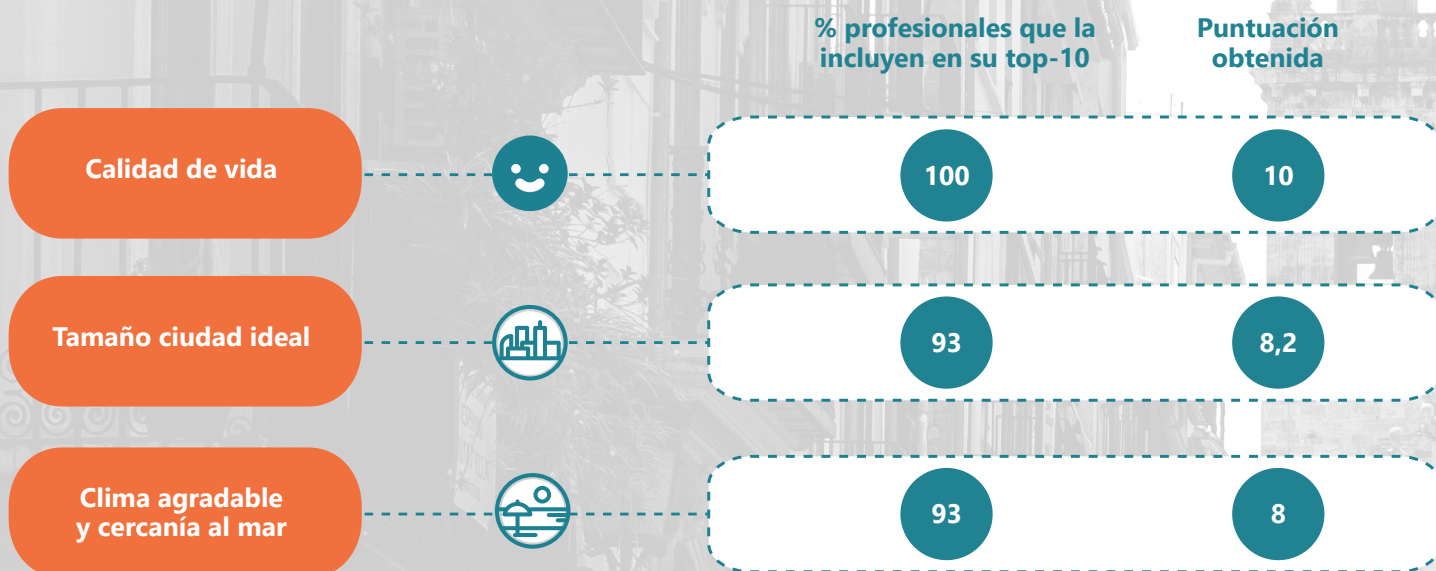 % profesionales que la
incluyen en su top-10
Puntuación
obtenida
Calidad de vida
100
10
Tamaño ciudad ideal
93
8,2
Clima agradable
y cercanía al mar
93
8